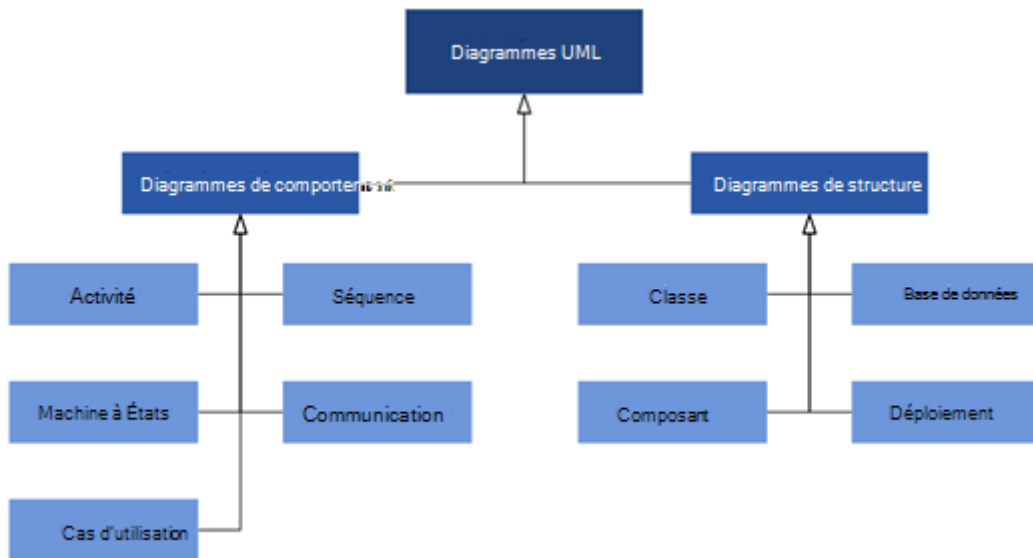 Diagrammes UML
Diagrammes de comportement
Diagrammes de structure
Activité
Séquence
Classe
Base de données
Machine à États
Communication
Composant
Déploiement
Cas d'utilisation